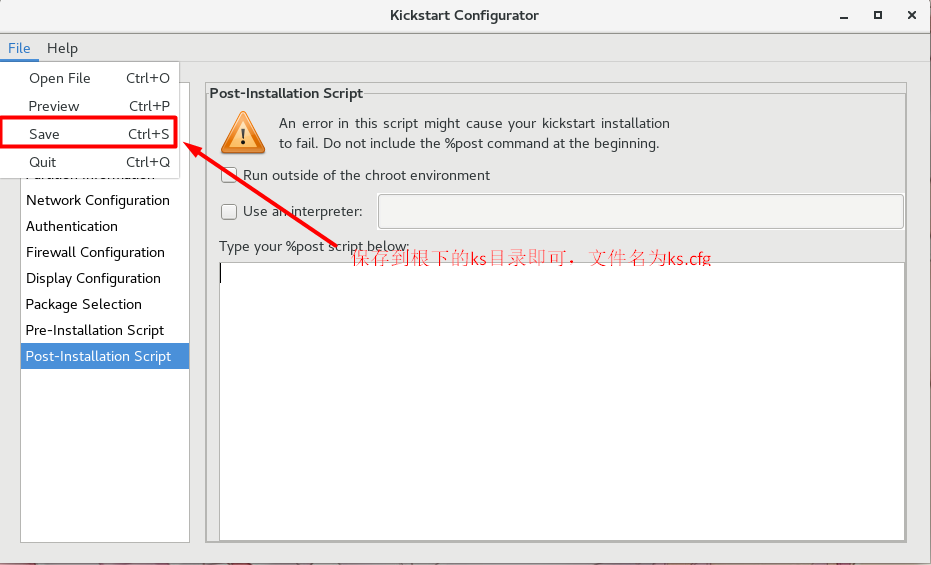 Kickstart Configurator
File Help
Open File Ctrl+O
Preview Ctrl+P
Save Ctrl+S
Quit Ctrl+Q
Partition Information
Network Configuration
Authentication
Firewall Configuration
Display Configuration
Package Selection
Pre-Installation Script
Post-Installation Script
Post-Installation Script
An error in this script might cause your kickstart installation
to fail. Do not include the %post command at the beginning.
Run outside of the chroot environment
Use an interpreter:
Type your %post script below:
保存到根下的ks目录即可，文件名为ks.cfg